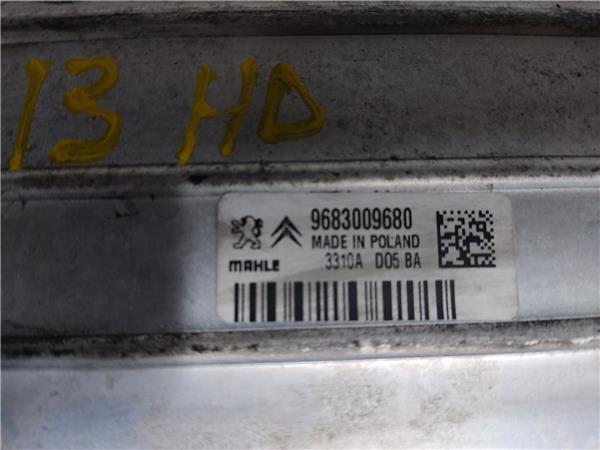 13 HD
9683009680
MADE IN POLAND
MAHLE 3310A D05 BA